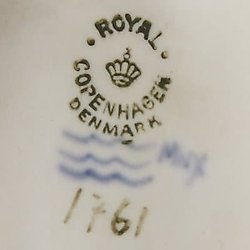 ROYAL
COPENHAGEN
DENMARK
1761